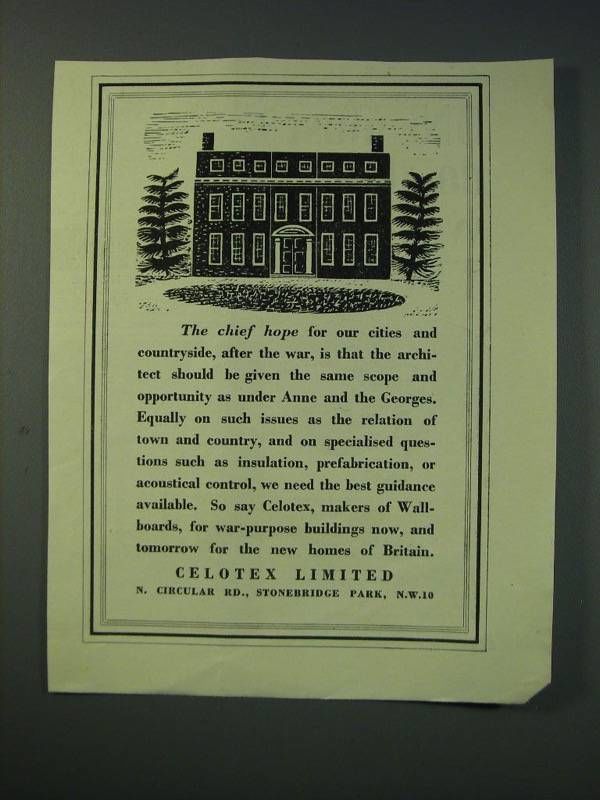 The chief hope for our cities and
countryside, after the war, is that the archi-
tect should be given the same scope and
opportunity as under Anne and the Georges.
Equally on such issues as the relation of
town and country, and on specialised ques-
tions such as insulation, prefabrication, or
acoustical control, we need the best guidance
available. So say Celotex, makers of Wall-
boards, for war-purpose buildings now, and
tomorrow for the new homes of Britain.
CELOTEX LIMITED
N. CIRCULAR RD., STONEBRIDGE PARK, N.W.10